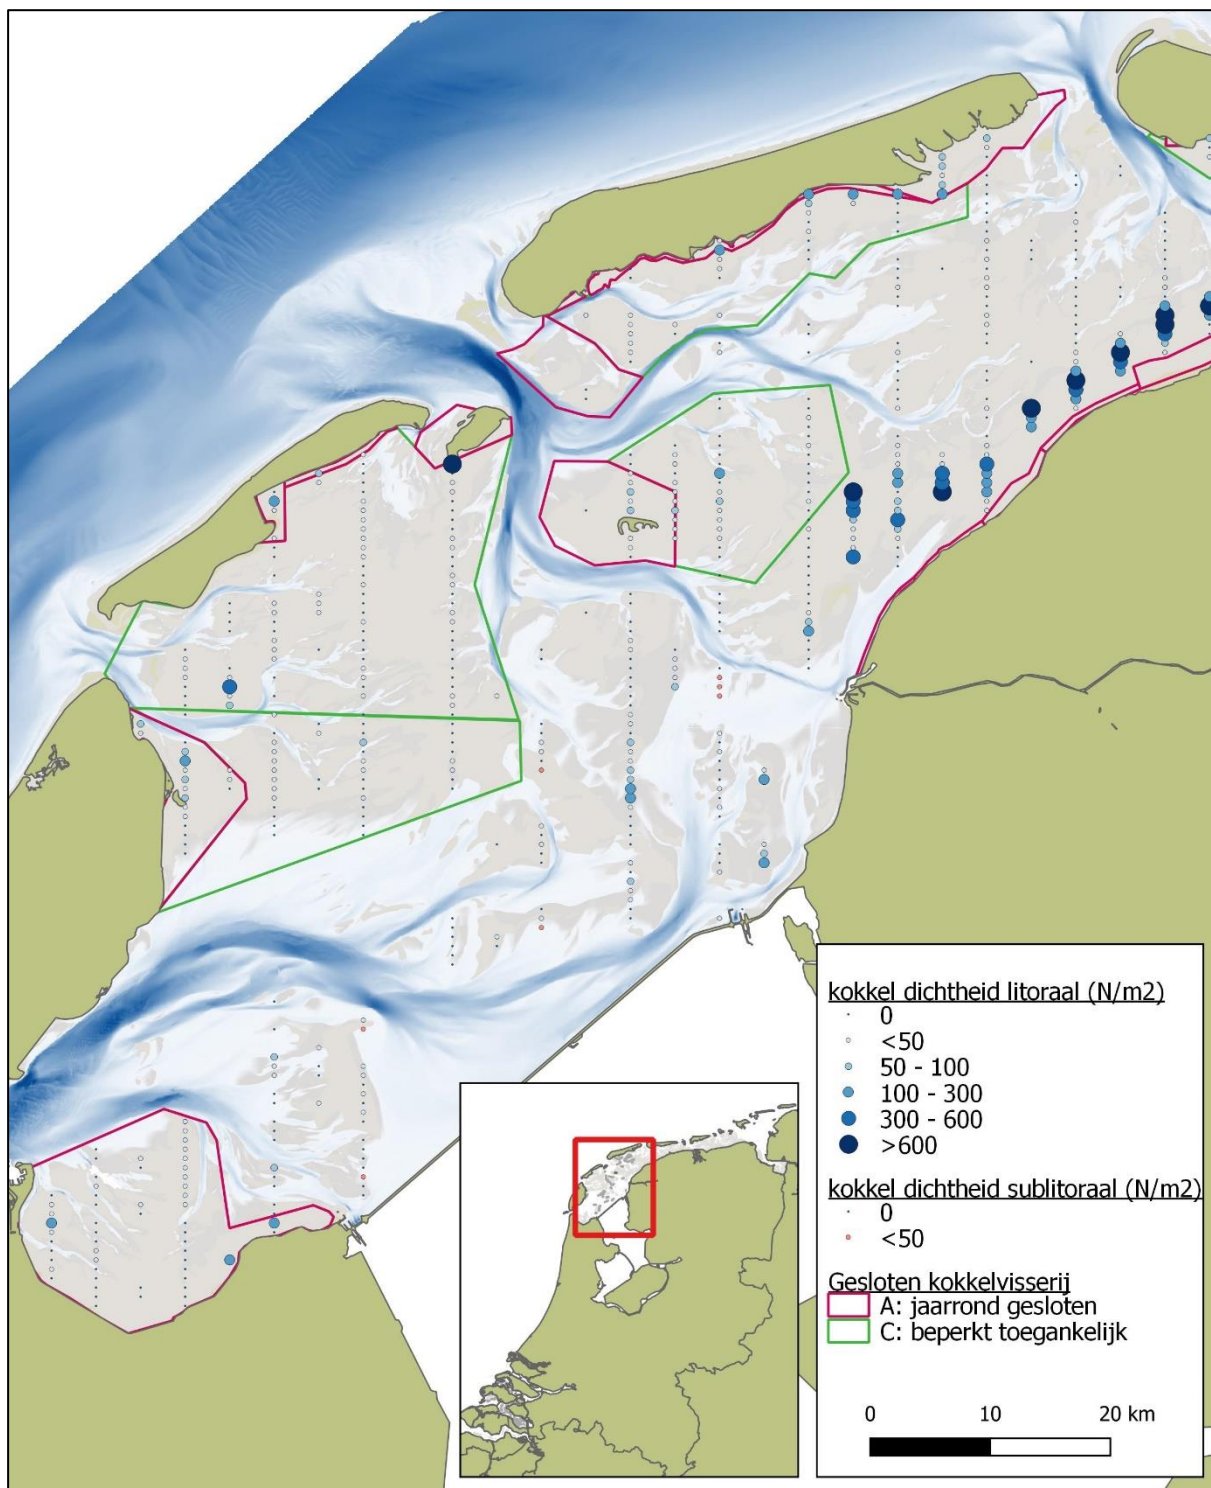 kokkel dichtheid litoraal (N/m2)
0
<50
50 - 100
100 - 300
300 - 600
>600
kokkel dichtheid sublitoraal (N/m2)
0
<50
Gesloten kokkelvisserij
A: jaarrond gesloten
C: beperkt toegankelijk
0 10 20 km